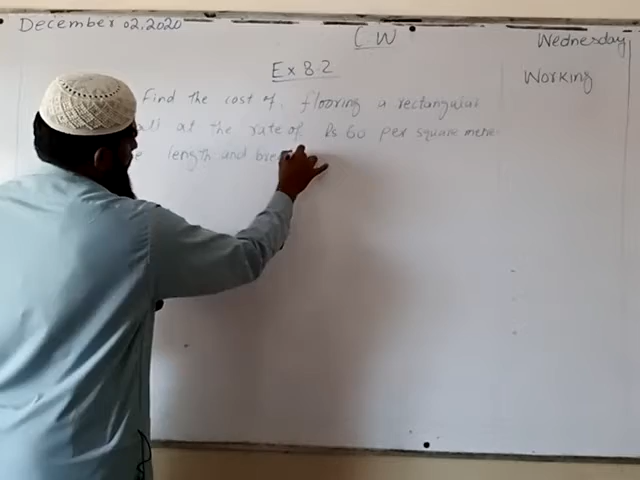 December 02.2020
C W
Wednesday
Ex 8.2
Working
Find the cost of flooring a rectangular
at the rate of Rs 60 per square metre
length and